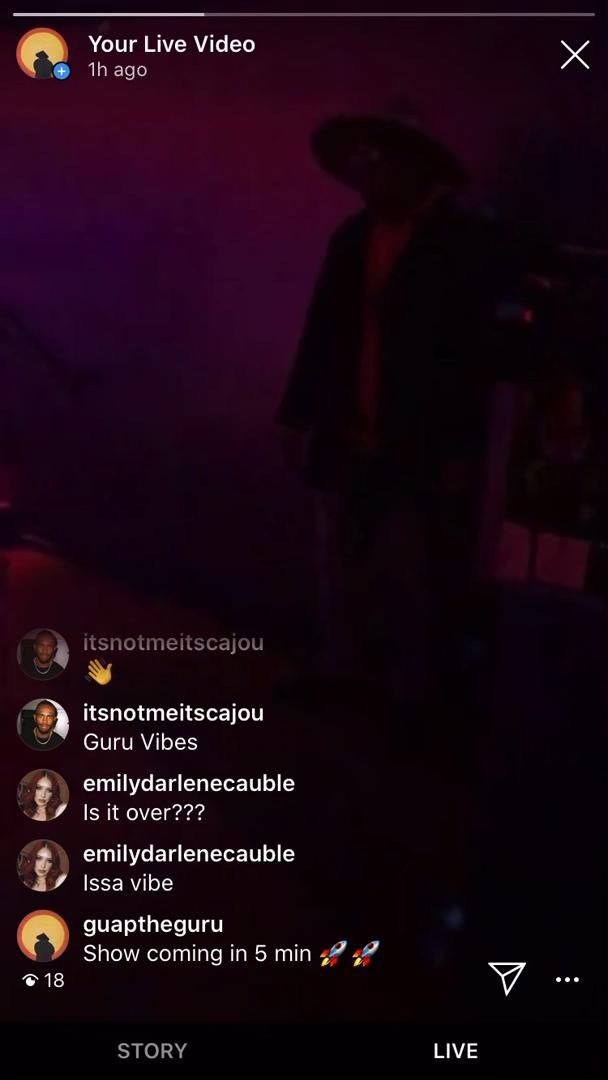 Your Live Video
1h ago
itsnotmeitscajou
👋
itsnotmeitscajou
Guru Vibes
emilydarlenecauble
Is it over???
emilydarlenecauble
Issa vibe
guaptheguru
Show coming in 5 min 🚀 🚀
18
STORY
LIVE